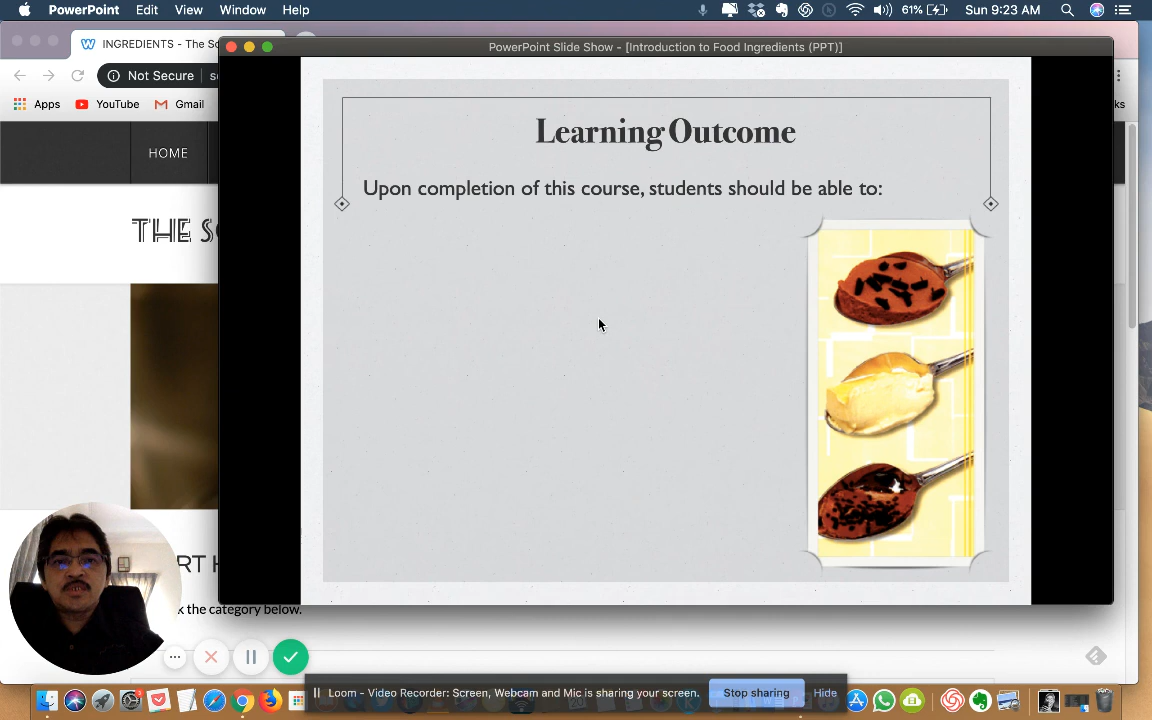 PowerPoint Edit View Window Help
61% Sun 9:23 AM
INGREDIENTS - The Sc
PowerPoint Slide Show - [Introduction to Food Ingredients (PPT)]
Not Secure
Apps YouTube Gmail
HOME
THE
Learning Outcome
Upon completion of this course, students should be able to:
the category below.
Loom - Video Recorder: Screen, Webcam and Mic is sharing your screen.
Stop sharing
Hide